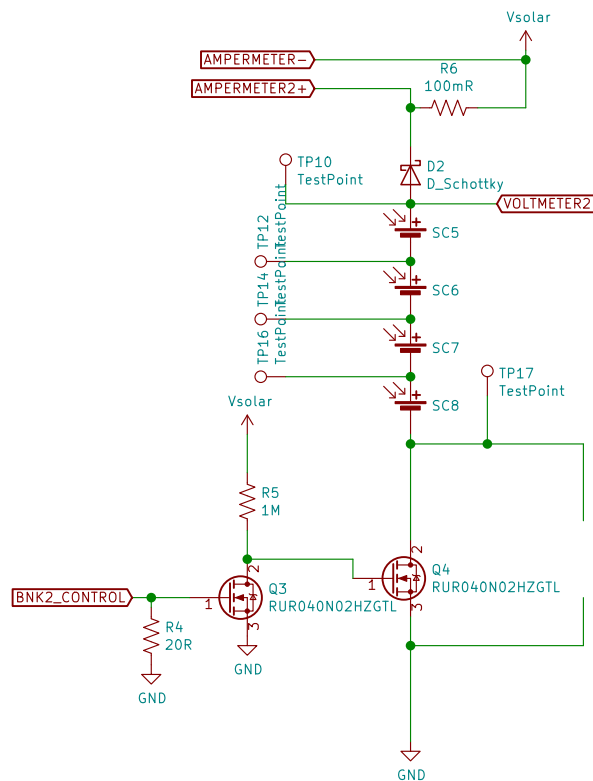 Vsolar
AMPERMETER-
R6
100mR
AMPERMETER2+
TP10
TestPoint
D2
D_Schottky
VOLTMETER2
TP12
TestPoint
SC5
TP14
TestPoint
SC6
TP16
TestPoint
SC7
TP17
TestPoint
SC8
Vsolar
R5
1M
2
2
Q4
RUR040N02HZGTL
1
3
BNK2_CONTROL
1
Q3
RUR040N02HZGTL
3
R4
20R
GND
GND
GND